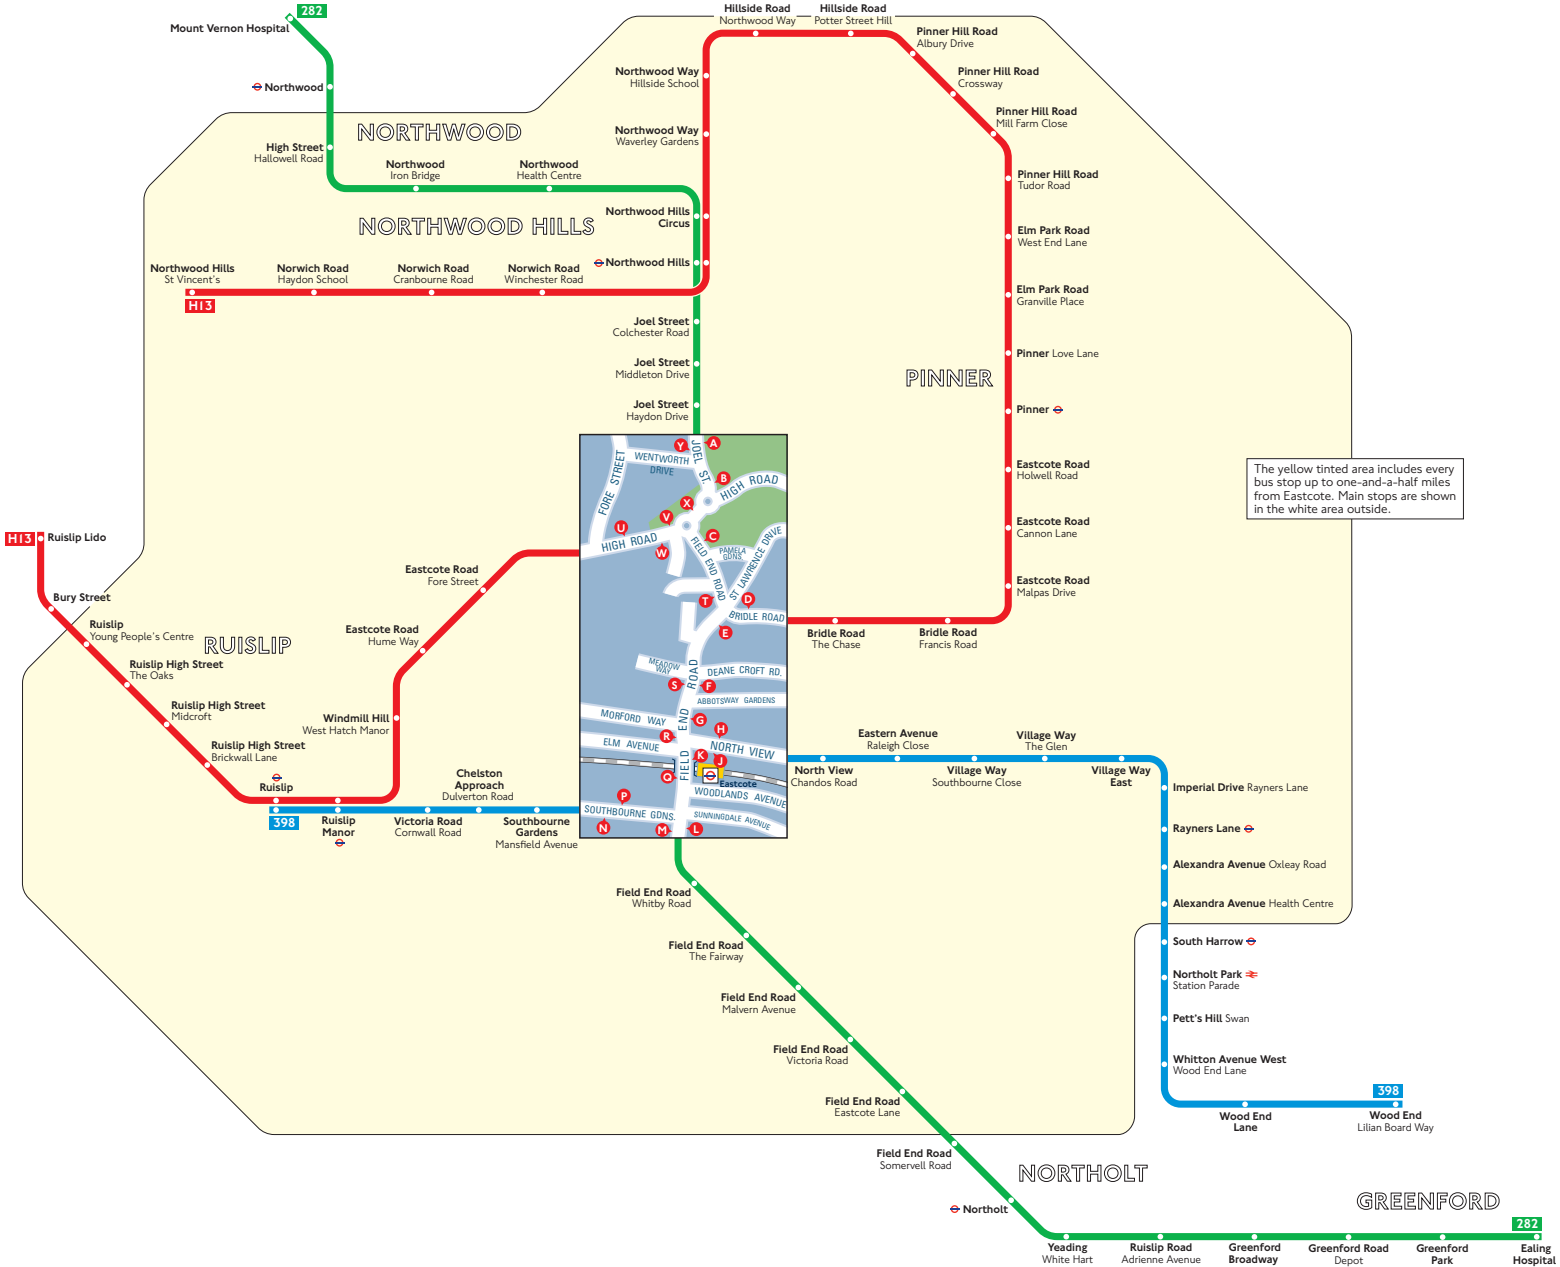 282
Mount Vernon Hospital
Northwood
NORTHWOOD
High Street
Hallowell Road
Northwood
Iron Bridge
Northwood
Health Centre
NORTHWOOD HILLS
Northwood Hills
Circus
Northwood Hills
Northwood Hills
St Vincent's
H13
Norwich Road
Haydon School
Norwich Road
Cranbourne Road
Norwich Road
Winchester Road
Hillside Road
Northwood Way
Hillside Road
Potter Street Hill
Northwood Way
Hillside School
Northwood Way
Waverley Gardens
Pinner Hill Road
Albury Drive
Pinner Hill Road
Crossway
Pinner Hill Road
Mill Farm Close
Pinner Hill Road
Tudor Road
Elm Park Road
West End Lane
Elm Park Road
Granville Place
Pinner Love Lane
PINNER
Pinner
Eastcote Road
Holwell Road
Eastcote Road
Cannon Lane
Eastcote Road
Malpas Drive
Bridle Road
The Chase
Bridle Road
Francis Road
Joel Street
Colchester Road
Joel Street
Middleton Drive
Joel Street
Haydon Drive
The yellow tinted area includes every
bus stop up to one-and-a-half miles
from Eastcote. Main stops are shown
in the white area outside.
H13
Ruislip Lido
Bury Street
Ruislip
Young People's Centre
RUISLIP
Ruislip High Street
The Oaks
Ruislip High Street
Midcroft
Ruislip High Street
Brickwall Lane
Ruislip
398
Ruislip
Manor
Windmill Hill
West Hatch Manor
Eastcote Road
Hume Way
Eastcote Road
Fore Street
Victoria Road
Cornwall Road
Chelston
Approach
Dulverton Road
Southbourne
Gardens
Mansfield Avenue
Y
A
JOEL ST.
FORE STREET
WENTWORTH
DRIVE
B
HIGH ROAD
X
V
U
HIGH ROAD
W
C
FIELD END ROAD
PAMELA
GDNS.
ST LAWRENCE DRIVE
T
D
BRIDLE ROAD
E
MEADOW
WAY
DEANE CROFT RD.
S
F
ABBOTSWAY GARDENS
FIELD END ROAD
MORFORD WAY
G
R
H
ELM AVENUE
NORTH VIEW
K
J
Q
Eastcote
WOODLANDS AVENUE
P
SOUTHBOURNE GDNS.
SUNNINGDALE AVENUE
N
M
L
North View
Chandos Road
Eastern Avenue
Raleigh Close
Village Way
Southbourne Close
Village Way
The Glen
Village Way
East
Imperial Drive Rayners Lane
Rayners Lane
Alexandra Avenue Oxleay Road
Alexandra Avenue Health Centre
South Harrow
Northolt Park
Station Parade
Pett's Hill Swan
Whitton Avenue West
Wood End Lane
Wood End
Lane
398
Wood End
Lilian Board Way
Field End Road
Whitby Road
Field End Road
The Fairway
Field End Road
Malvern Avenue
Field End Road
Victoria Road
Field End Road
Eastcote Lane
Field End Road
Somervell Road
NORTHOLT
Northolt
Yeading
White Hart
Ruislip Road
Adrienne Avenue
Greenford
Broadway
Greenford Road
Depot
GREENFORD
Greenford
Park
282
Ealing
Hospital